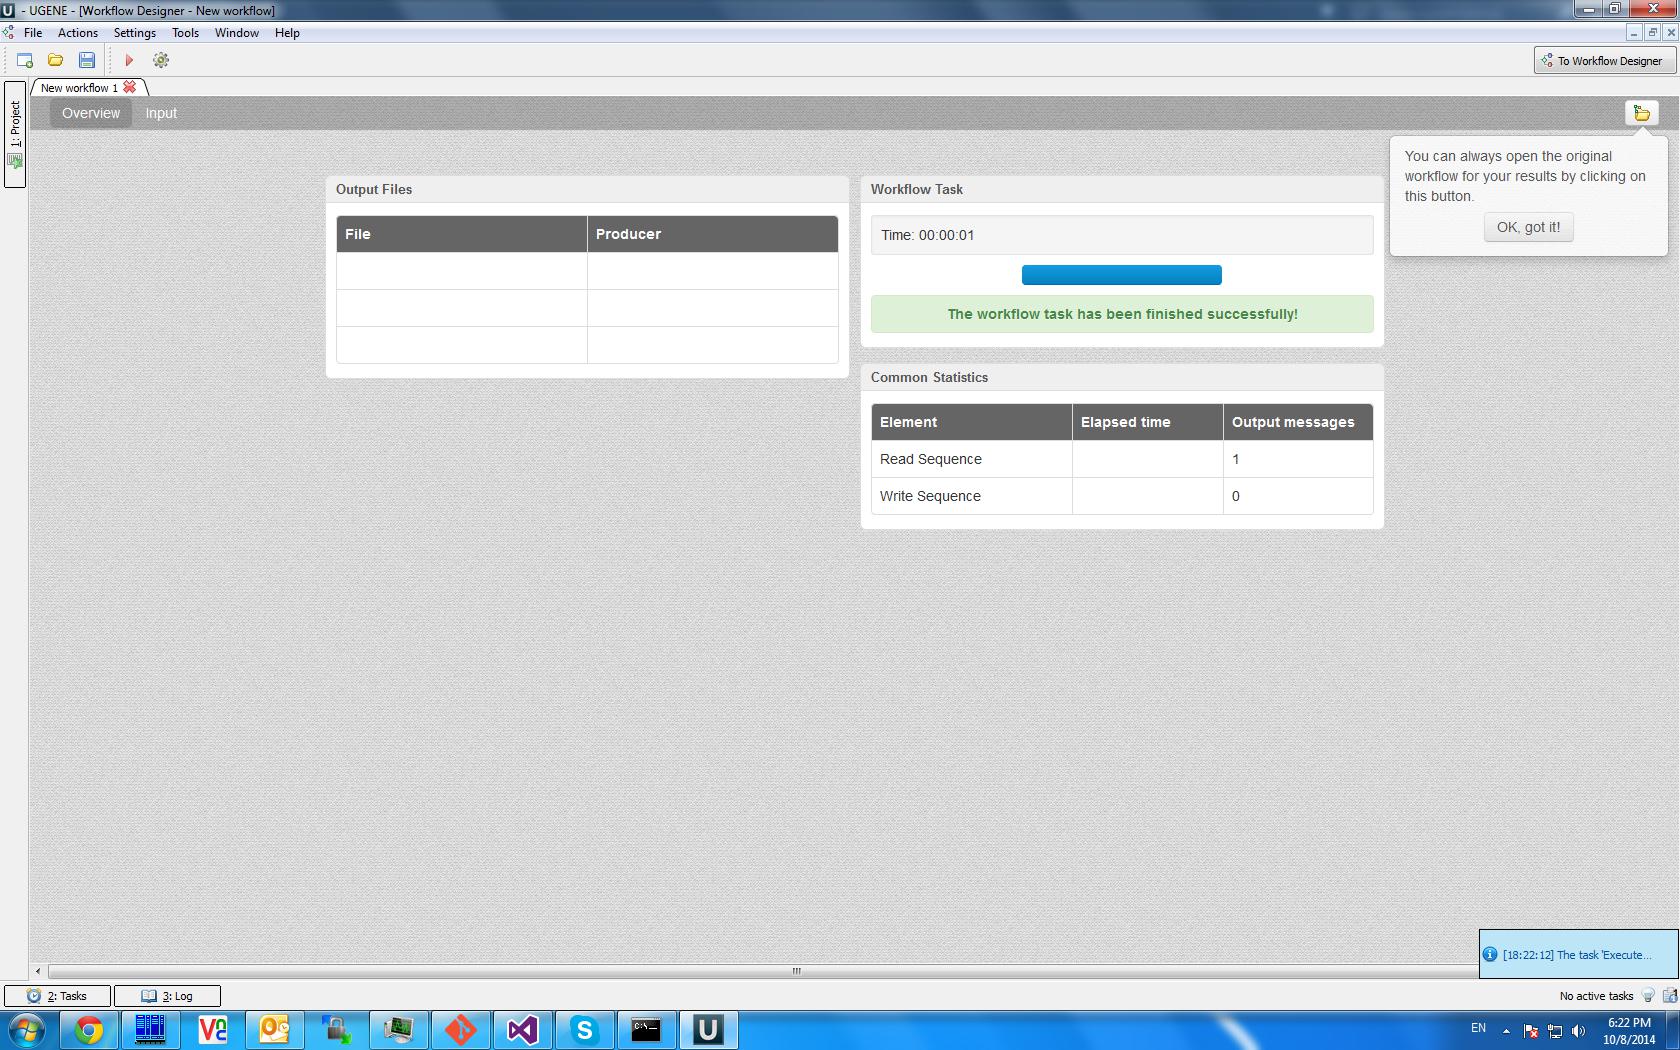 U - UGENE - [Workflow Designer - New workflow]
File Actions Settings Tools Window Help
To Workflow Designer
1: Project
New workflow 1
Overview Input
You can always open the original
workflow for your results by clicking on
this button.
OK, got it!
Output Files
File Producer
Workflow Task
Time: 00:00:01
The workflow task has been finished successfully!
Common Statistics
Element Elapsed time Output messages
Read Sequence 1
Write Sequence 0
[18:22:12] The task 'Execute...
2: Tasks 3: Log
No active tasks
VNC
S
C:\
U
EN
6:22 PM
10/8/2014